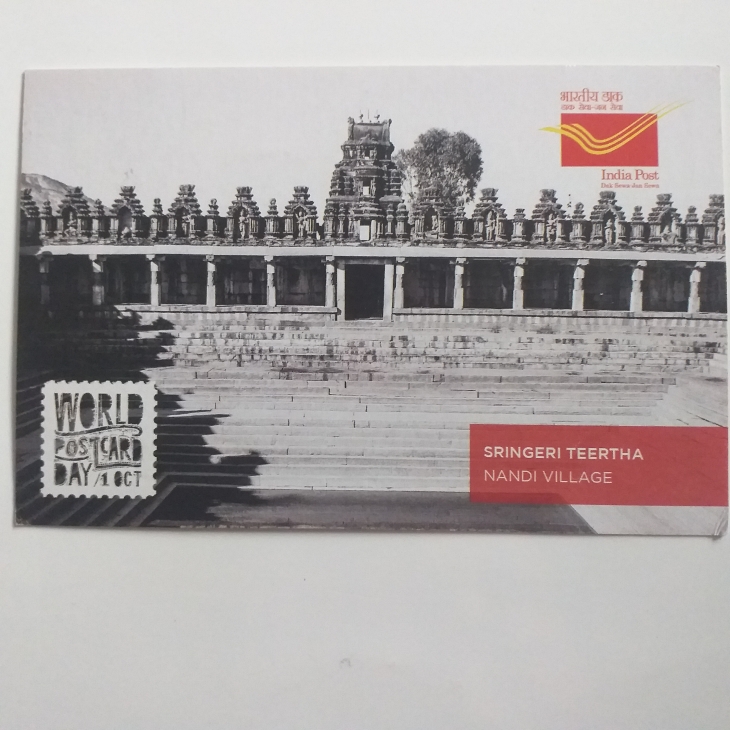 भारतीय डाक
डाक सेवा-जन सेवा
India Post
Dak Sewa Jan Sewa
WORLD
POSTCARD
DAY/1 OCT
SRINGERI TEERTHA
NANDI VILLAGE